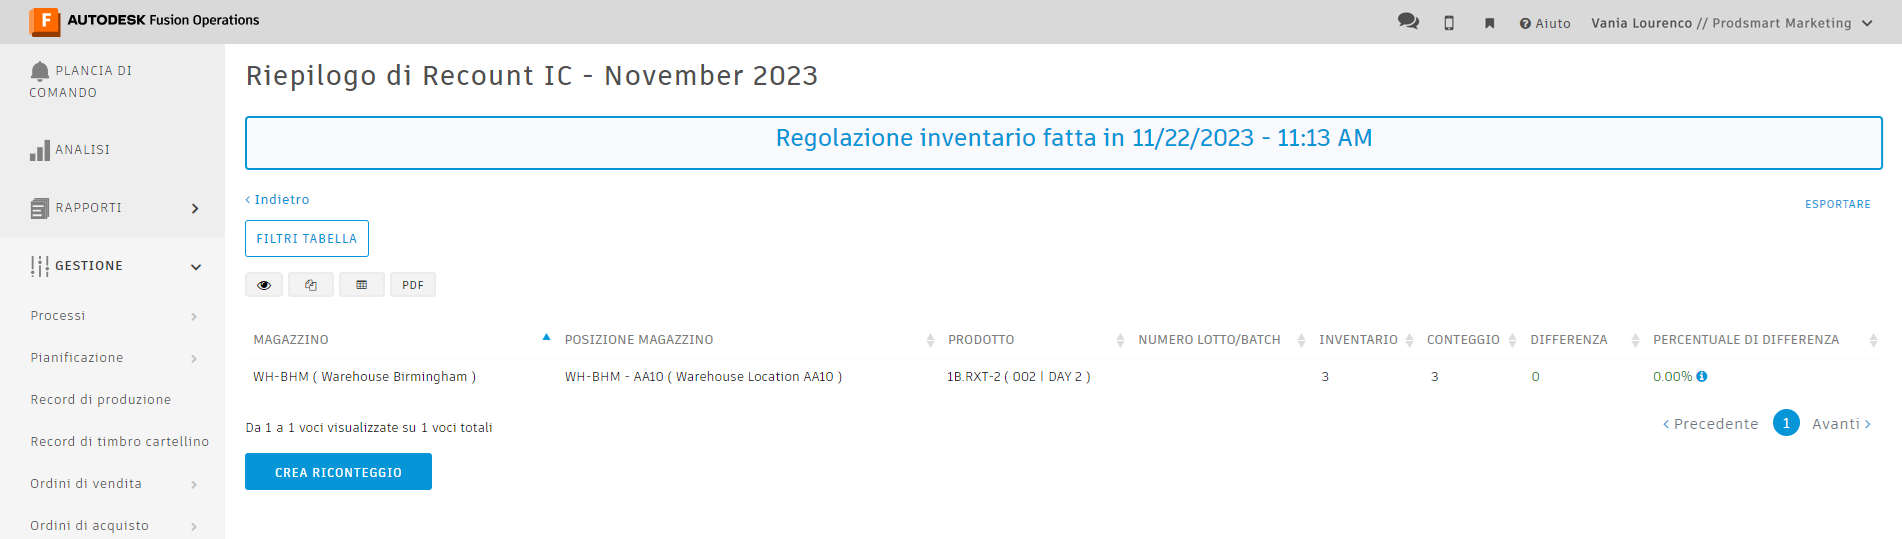 F AUTODESK Fusion Operations
Aiuto
Vania Lourenco // Prodsmart Marketing
PLANCIA DI
COMANDO
ANALISI
RAPPORTI
GESTIONE
Processi
Pianificazione
Record di produzione
Record di timbro cartellino
Ordini di vendita
Ordini di acquisto
Riepilogo di Recount IC - November 2023
Regolazione inventario fatta in 11/22/2023 - 11:13 AM
‹ Indietro
ESPORTARE
FILTRI TABELLA
PDF
MAGAZZINO POSIZIONE MAGAZZINO PRODOTTO NUMERO LOTTO/BATCH INVENTARIO CONTEGGIO DIFFERENZA PERCENTUALE DI DIFFERENZA
WH-BHM ( Warehouse Birmingham ) WH-BHM - AA10 ( Warehouse Location AA10 ) 1B.RXT-2 ( 002 | DAY 2 ) 3 3 0 0.00%
Da 1 a 1 voci visualizzate su 1 voci totali
‹ Precedente 1 Avanti ›
CREA RICONTEGGIO